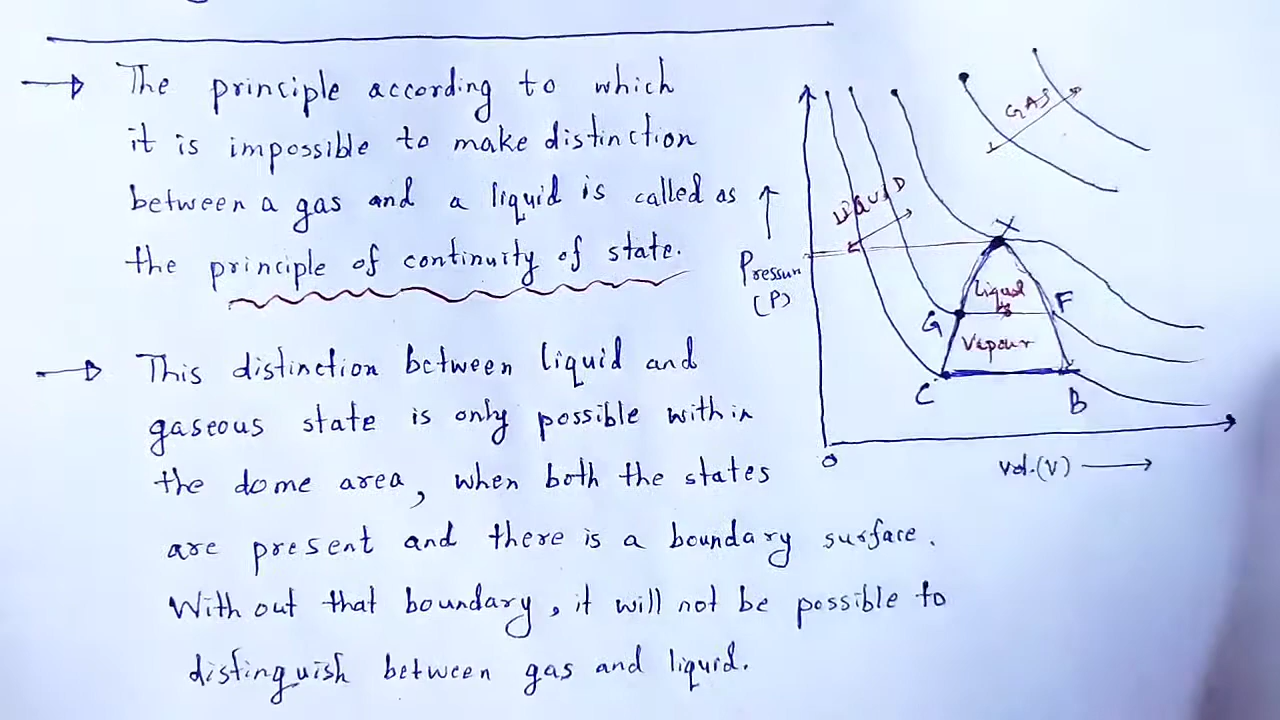 The principle according to which
it is impossible to make distinction
between a gas and a liquid is called as
the principle of continuity of state.
This distinction between liquid and
gaseous state is only possible within
the dome area, when both the states
are present and there is a boundary surface.
With out that boundary, it will not be possible to
distinguish between gas and liquid.
GAS
LIQUID
X
Pressure
(P)
Liquid
G
F
Vapour
C
B
O
Vol.(V)